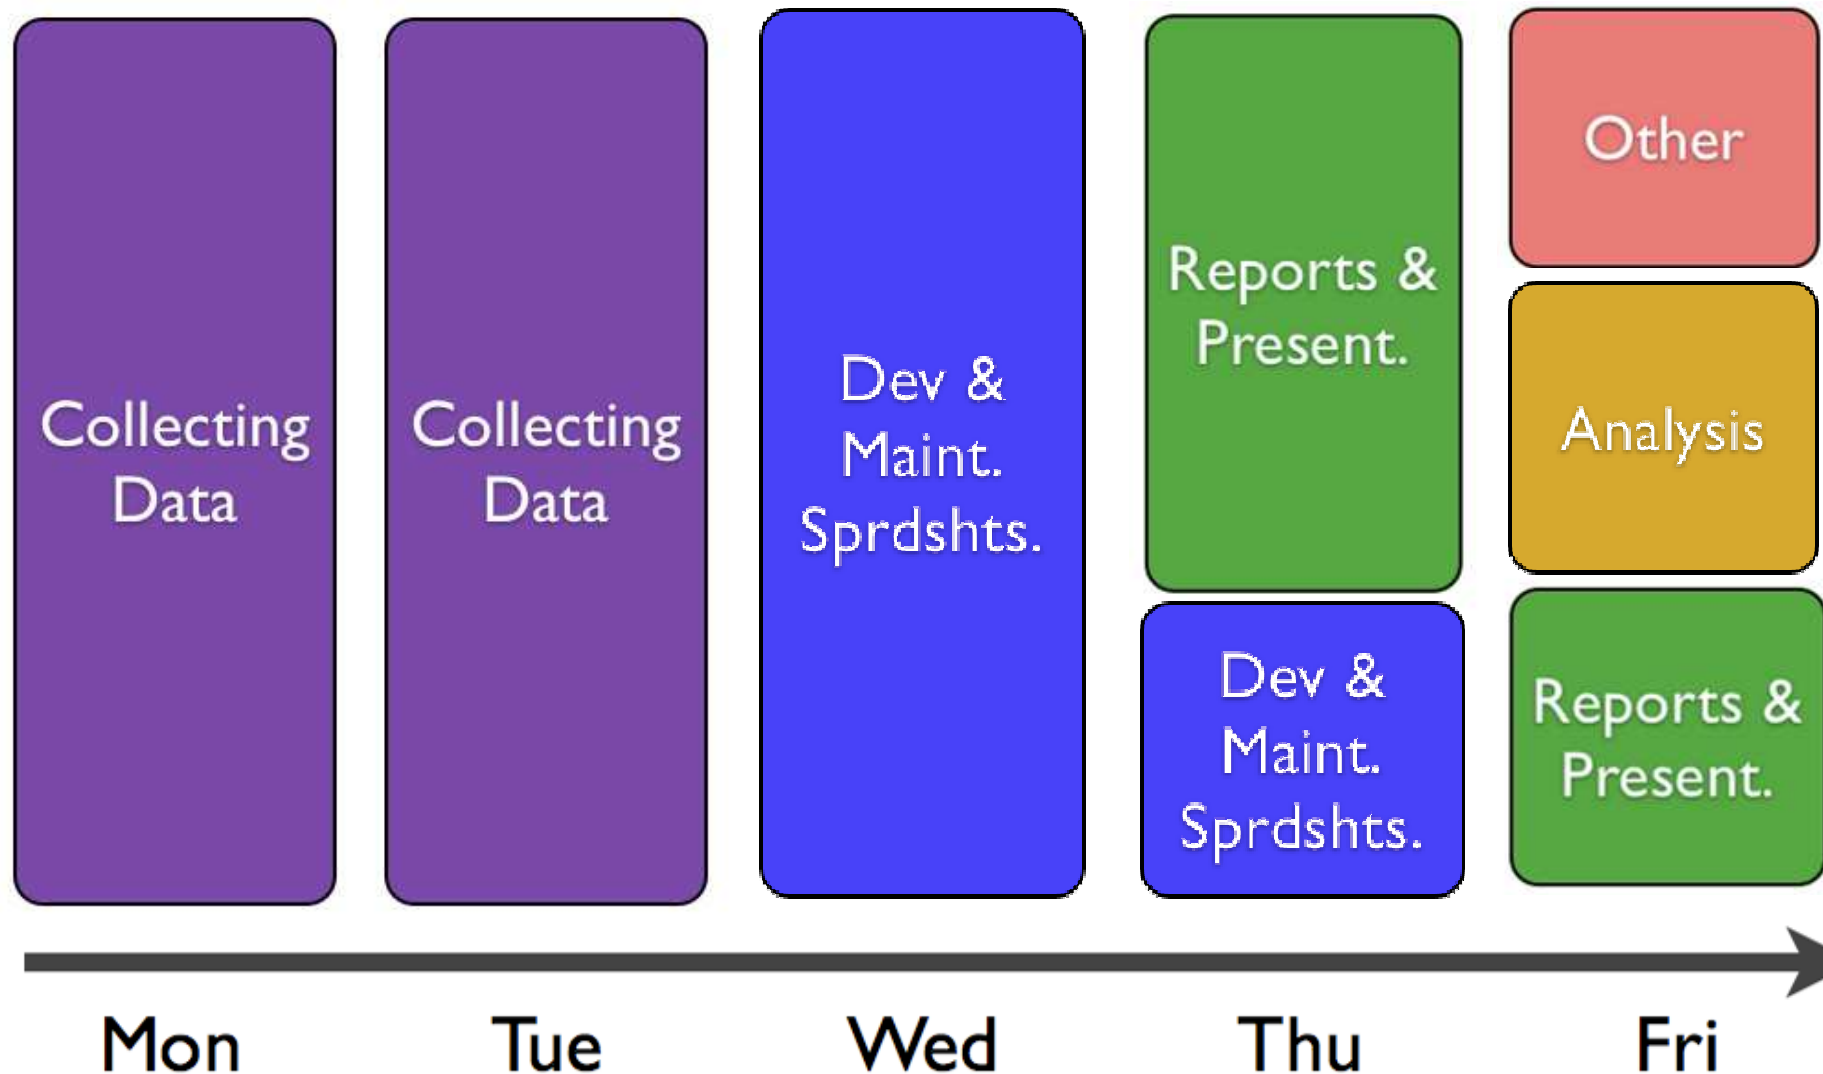 Collecting
Data
Collecting
Data
Dev &
Maint.
Sprdshts.
Reports &
Present.
Dev &
Maint.
Sprdshts.
Other
Analysis
Reports &
Present.
Mon
Tue
Wed
Thu
Fri